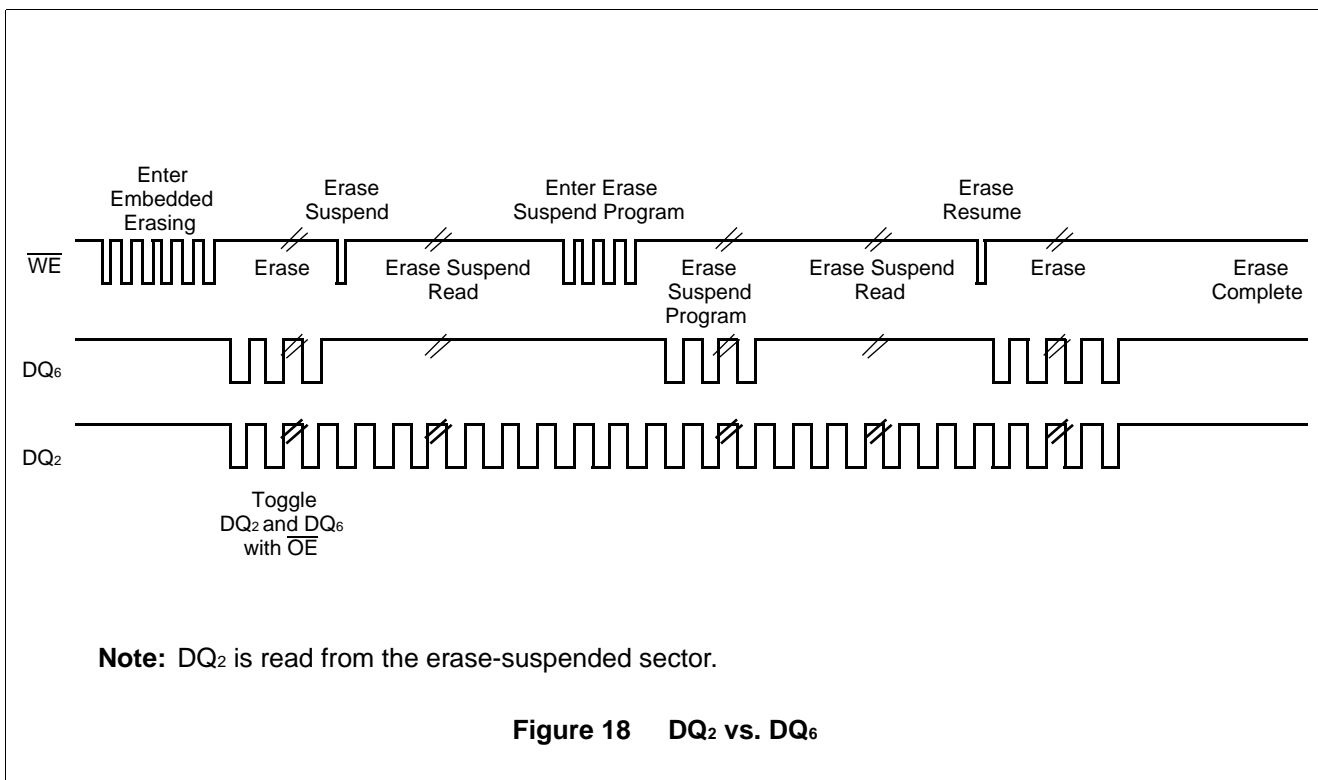 Enter
Embedded
Erasing
Erase
Suspend
Enter Erase
Suspend Program
Erase
Resume
WE
Erase
Erase Suspend
Read
Erase
Suspend
Program
Erase Suspend
Read
Erase
Erase
Complete
DQ6
DQ2
Toggle
DQ2 and DQ6
with OE
Note: DQ2 is read from the erase-suspended sector.
Figure 18 DQ2 vs. DQ6